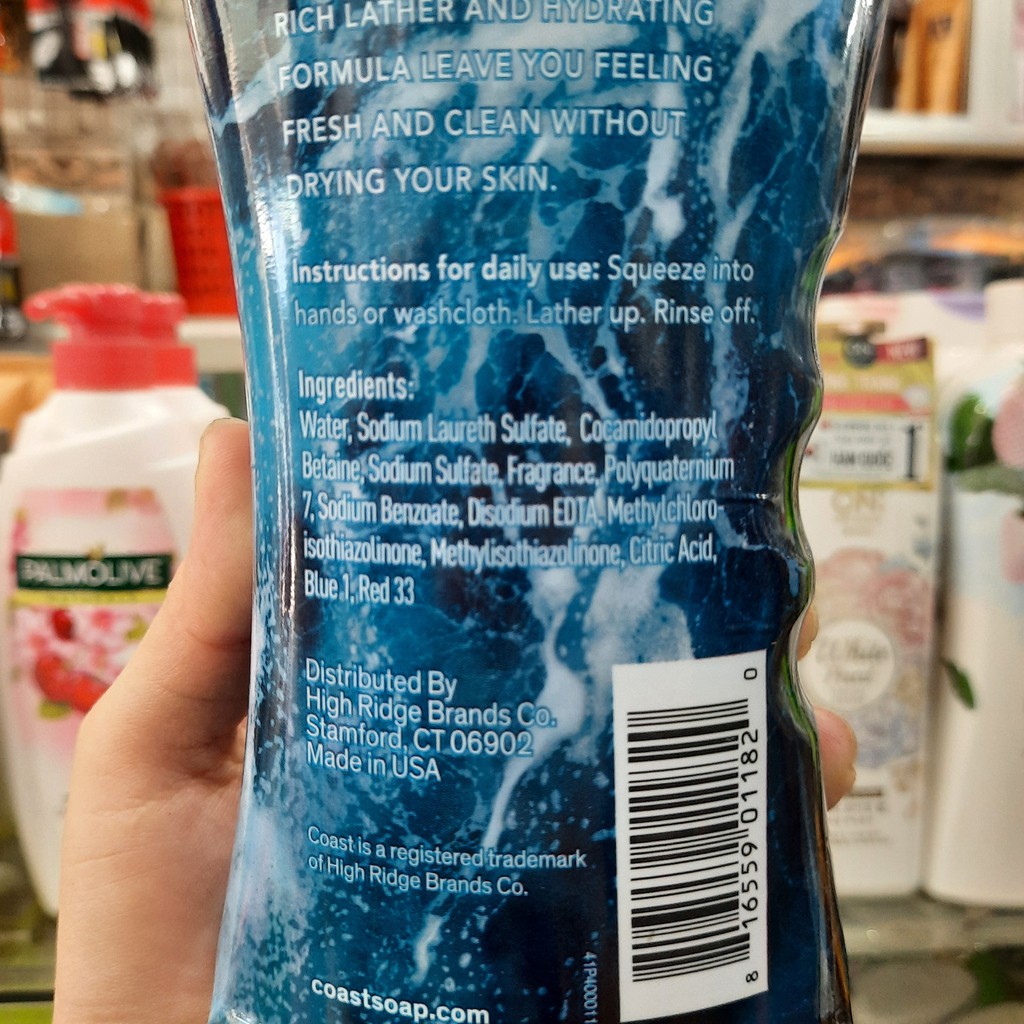 RICH LATHER AND HYDRATING
FORMULA LEAVE YOU FEELING
FRESH AND CLEAN WITHOUT
DRYING YOUR SKIN.
Instructions for daily use: Squeeze into
hands or washcloth. Lather up. Rinse off.
Ingredients:
Water, Sodium Laureth Sulfate, Cocamidopropyl
Betaine, Sodium Sulfate, Fragrance, Polyquaternium
7, Sodium Benzoate, Disodium EDTA, Methylchloro-
isothiazolinone, Methylisothiazolinone, Citric Acid,
Blue 1, Red 33
Distributed By
High Ridge Brands Co.
Stamford, CT 06902
Made in USA
Coast is a registered trademark
of High Ridge Brands Co.
coastsoap.com
8 16559 01182 0
PALMOLIVE
1
White